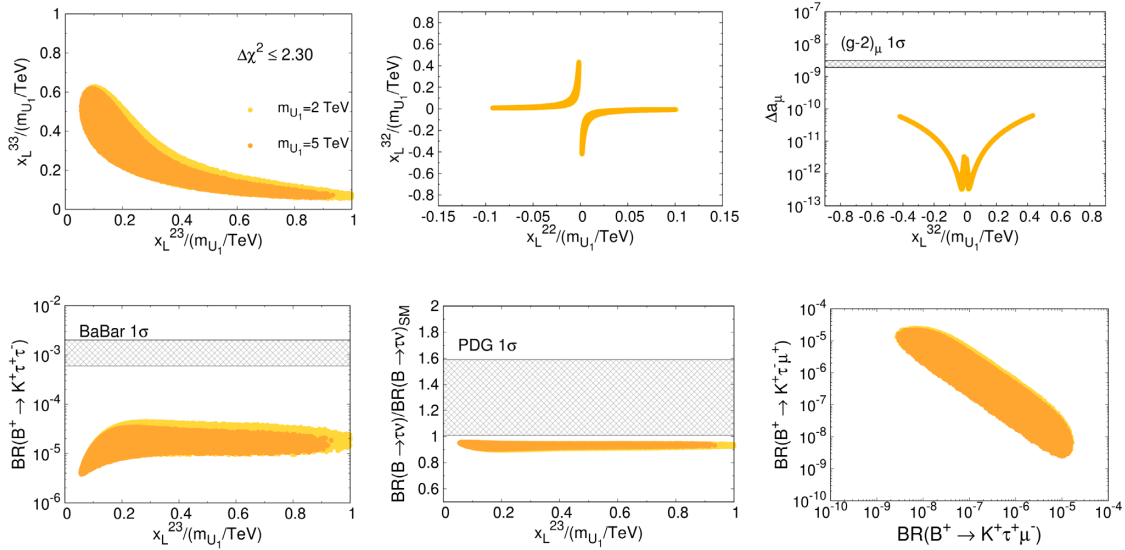 x_L^33/(m_U1/TeV)
1
0.8
0.6
0.4
0.2
0
Δχ² ≤ 2.30
m_U1=2 TeV
m_U1=5 TeV
0 0.2 0.4 0.6 0.8 1
x_L^23/(m_U1/TeV)
x_L^32/(m_U1/TeV)
0.8
0.6
0.4
0.2
0
-0.2
-0.4
-0.6
-0.8
-0.15 -0.1 -0.05 0 0.05 0.1 0.15
x_L^22/(m_U1/TeV)
Δa_μ
10^-7
10^-8
10^-9
10^-10
10^-11
10^-12
10^-13
(g-2)_μ 1σ
-0.8 -0.6 -0.4 -0.2 0 0.2 0.4 0.6 0.8
x_L^32/(m_U1/TeV)
BR(B⁺ → K⁺τ⁺τ⁻)
10^-2
10^-3
10^-4
10^-5
10^-6
BaBar 1σ
0 0.2 0.4 0.6 0.8 1
x_L^23/(m_U1/TeV)
BR(B → τν)/BR(B → τν)_SM
2
1.8
1.6
1.4
1.2
1
0.8
0.6
0.4
PDG 1σ
0 0.2 0.4 0.6 0.8 1
x_L^23/(m_U1/TeV)
BR(B⁺ → K⁺τ⁻μ⁺)
10^-4
10^-5
10^-6
10^-7
10^-8
10^-9
10^-10
10^-10 10^-9 10^-8 10^-7 10^-6 10^-5 10^-4
BR(B⁺ → K⁺τ⁺μ⁻)